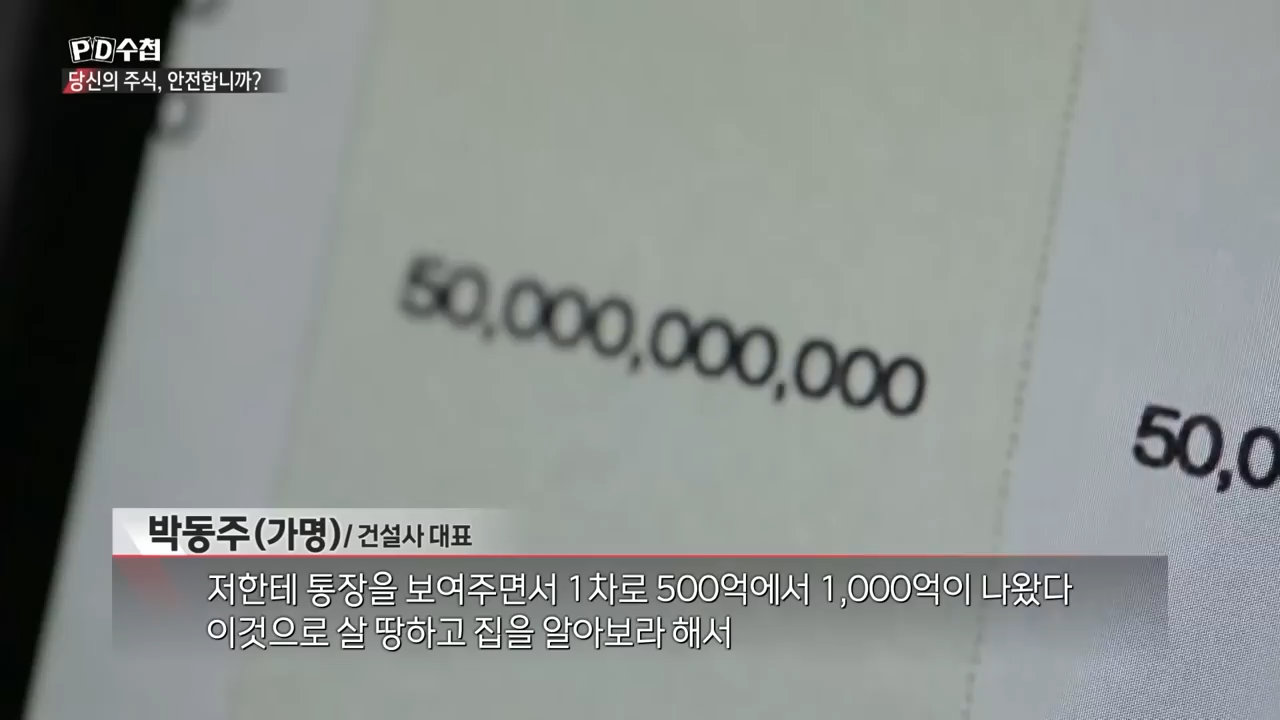 PD수첩
당신의 주식, 안전합니까?
50,000,000,000
50,0
박동주(가명)/ 건설사 대표
저한테 통장을 보여주면서 1차로 500억에서 1,000억이 나왔다
이것으로 살 땅하고 집을 알아보라 해서